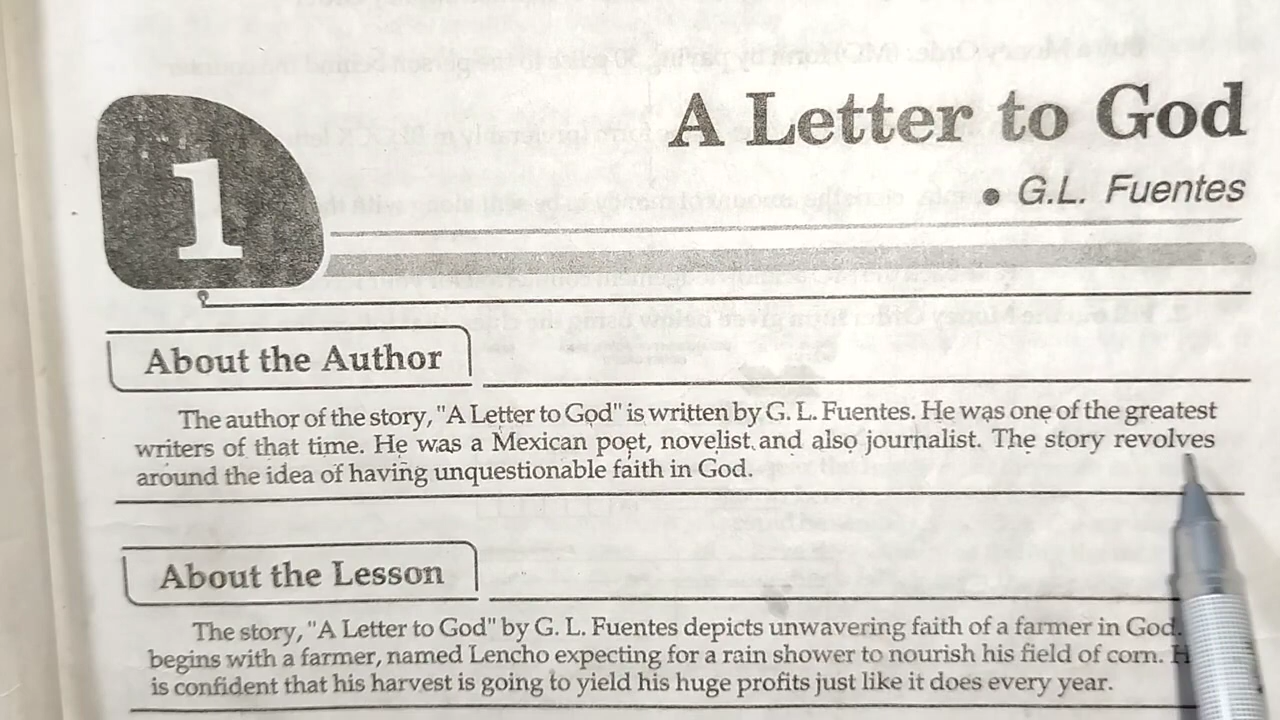 1
A Letter to God
• G.L. Fuentes
About the Author
The author of the story, "A Letter to God" is written by G. L. Fuentes. He was one of the greatest
writers of that time. He was a Mexican poet, novelist and also journalist. The story revolves
around the idea of having unquestionable faith in God.
About the Lesson
The story, "A Letter to God" by G. L. Fuentes depicts unwavering faith of a farmer in God.
begins with a farmer, named Lencho expecting for a rain shower to nourish his field of corn.
is confident that his harvest is going to yield his huge profits just like it does every year.